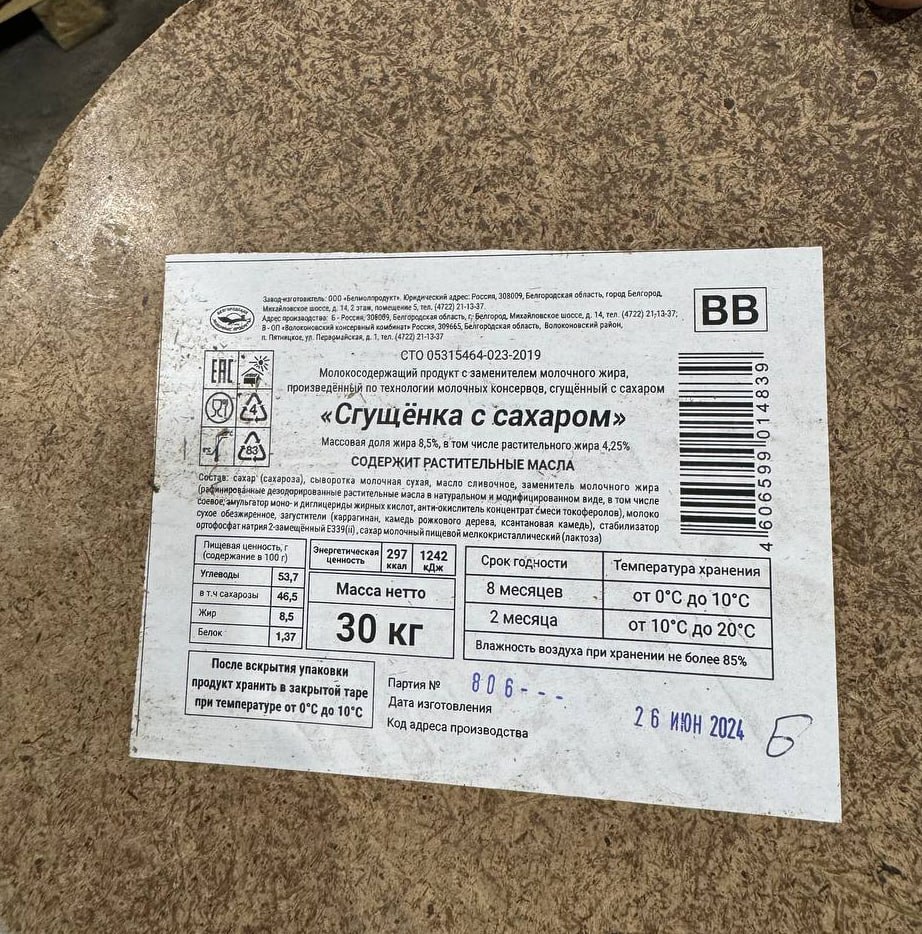 Завод-изготовитель: ООО «Белмолпродукт». Юридический адрес: Россия, 308009, Белгородская область, город Белгород,
Михайловское шоссе, д. 14, 2 этаж, помещение 5, тел. (4722) 21-13-37.
Адрес производства: Б - Россия, 308009, Белгородская область, г. Белгород, Михайловское шоссе, д. 14, тел. (4722) 21-13-37;
В - ОП «Волоконовский консервный комбинат» Россия, 309665, Белгородская область, Волоконовский район,
п. Пятницкое, ул. Первомайская, д. 1, тел. (4722) 21-13-37
ВВ
СТО 05315464-023-2019
Молокосодержащий продукт с заменителем молочного жира,
произведённый по технологии молочных консервов, сгущённый с сахаром
«Сгущёнка с сахаром»
Массовая доля жира 8,5%, в том числе растительного жира 4,25%
СОДЕРЖИТ РАСТИТЕЛЬНЫЕ МАСЛА
EAC
4
83
4606599014839
Состав: сахар (сахароза), сыворотка молочная сухая, масло сливочное, заменитель молочного жира
(рафинированные дезодорированные растительные масла в натуральном и модифицированном виде, в том числе
соевое, эмульгатор моно- и диглицериды жирных кислот, анти-окислитель концентрат смеси токоферолов), молоко
сухое обезжиренное, загустители (каррагинан, камедь рожкового дерева, ксантановая камедь), стабилизатор
ортофосфат натрия 2-замещённый Е339(ii), сахар молочный пищевой мелкокристаллический (лактоза)
Пищевая ценность, г
(содержание в 100 г)
Углеводы 53,7
в т.ч сахарозы 46,5
Жир 8,5
Белок 1,37
Энергетическая
ценность
297
ккал
1242
кДж
Масса нетто
30 кг
Срок годности Температура хранения
8 месяцев от 0°С до 10°С
2 месяца от 10°С до 20°С
Влажность воздуха при хранении не более 85%
После вскрытия упаковки
продукт хранить в закрытой таре
при температуре от 0°С до 10°С
Партия № 806---
Дата изготовления 26 ИЮН 2024
Код адреса производства Б